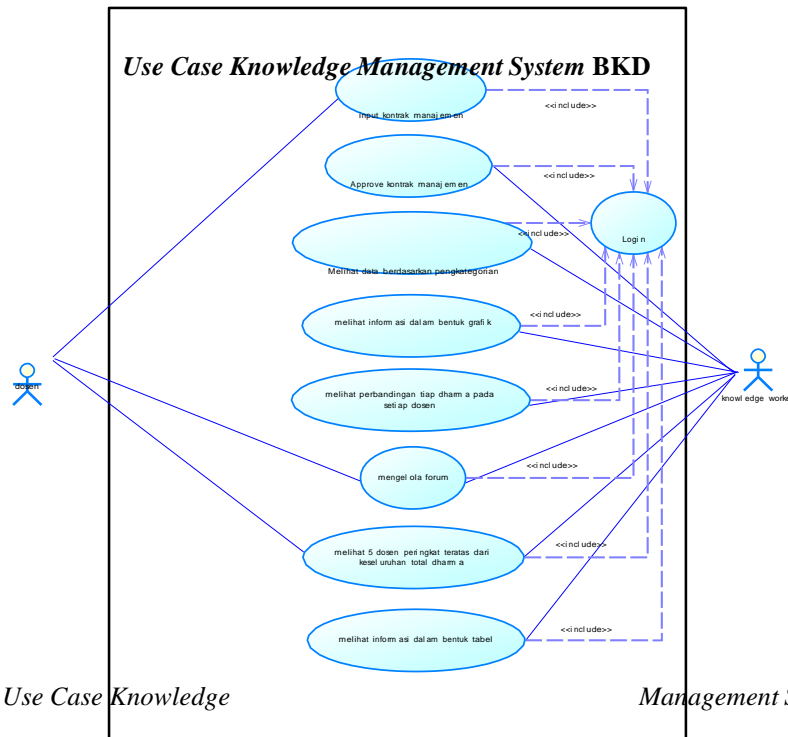 Use Case Knowledge Management System BKD
Input kontrak manajemen
<<include>>
Approve kontrak manajemen
<<include>>
Login
<<include>>
Melihat data berdasarkan pengkategorian
melihat informasi dalam bentuk grafik
<<include>>
dosen
melihat perbandingan tiap dharma pada
setiap dosen
<<include>>
knowledge worke
mengelola forum
<<include>>
melihat 5 dosen peringkat teratas dari
keseluruhan total dharma
<<include>>
melihat informasi dalam bentuk tabel
<<include>>
Use Case Knowledge
Management S